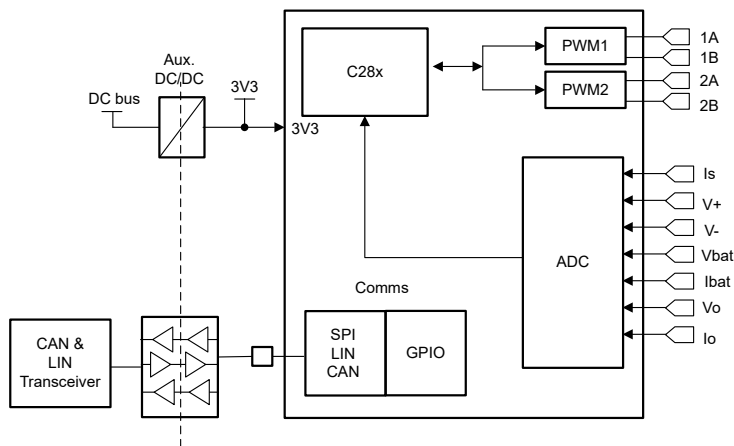 Aux.
DC/DC
DC bus
3V3
3V3
C28x
PWM1
PWM2
1A
1B
2A
2B
ADC
Is
V+
V-
Vbat
Ibat
Vo
Io
Comms
SPI
LIN
CAN
GPIO
CAN &
LIN
Transceiver